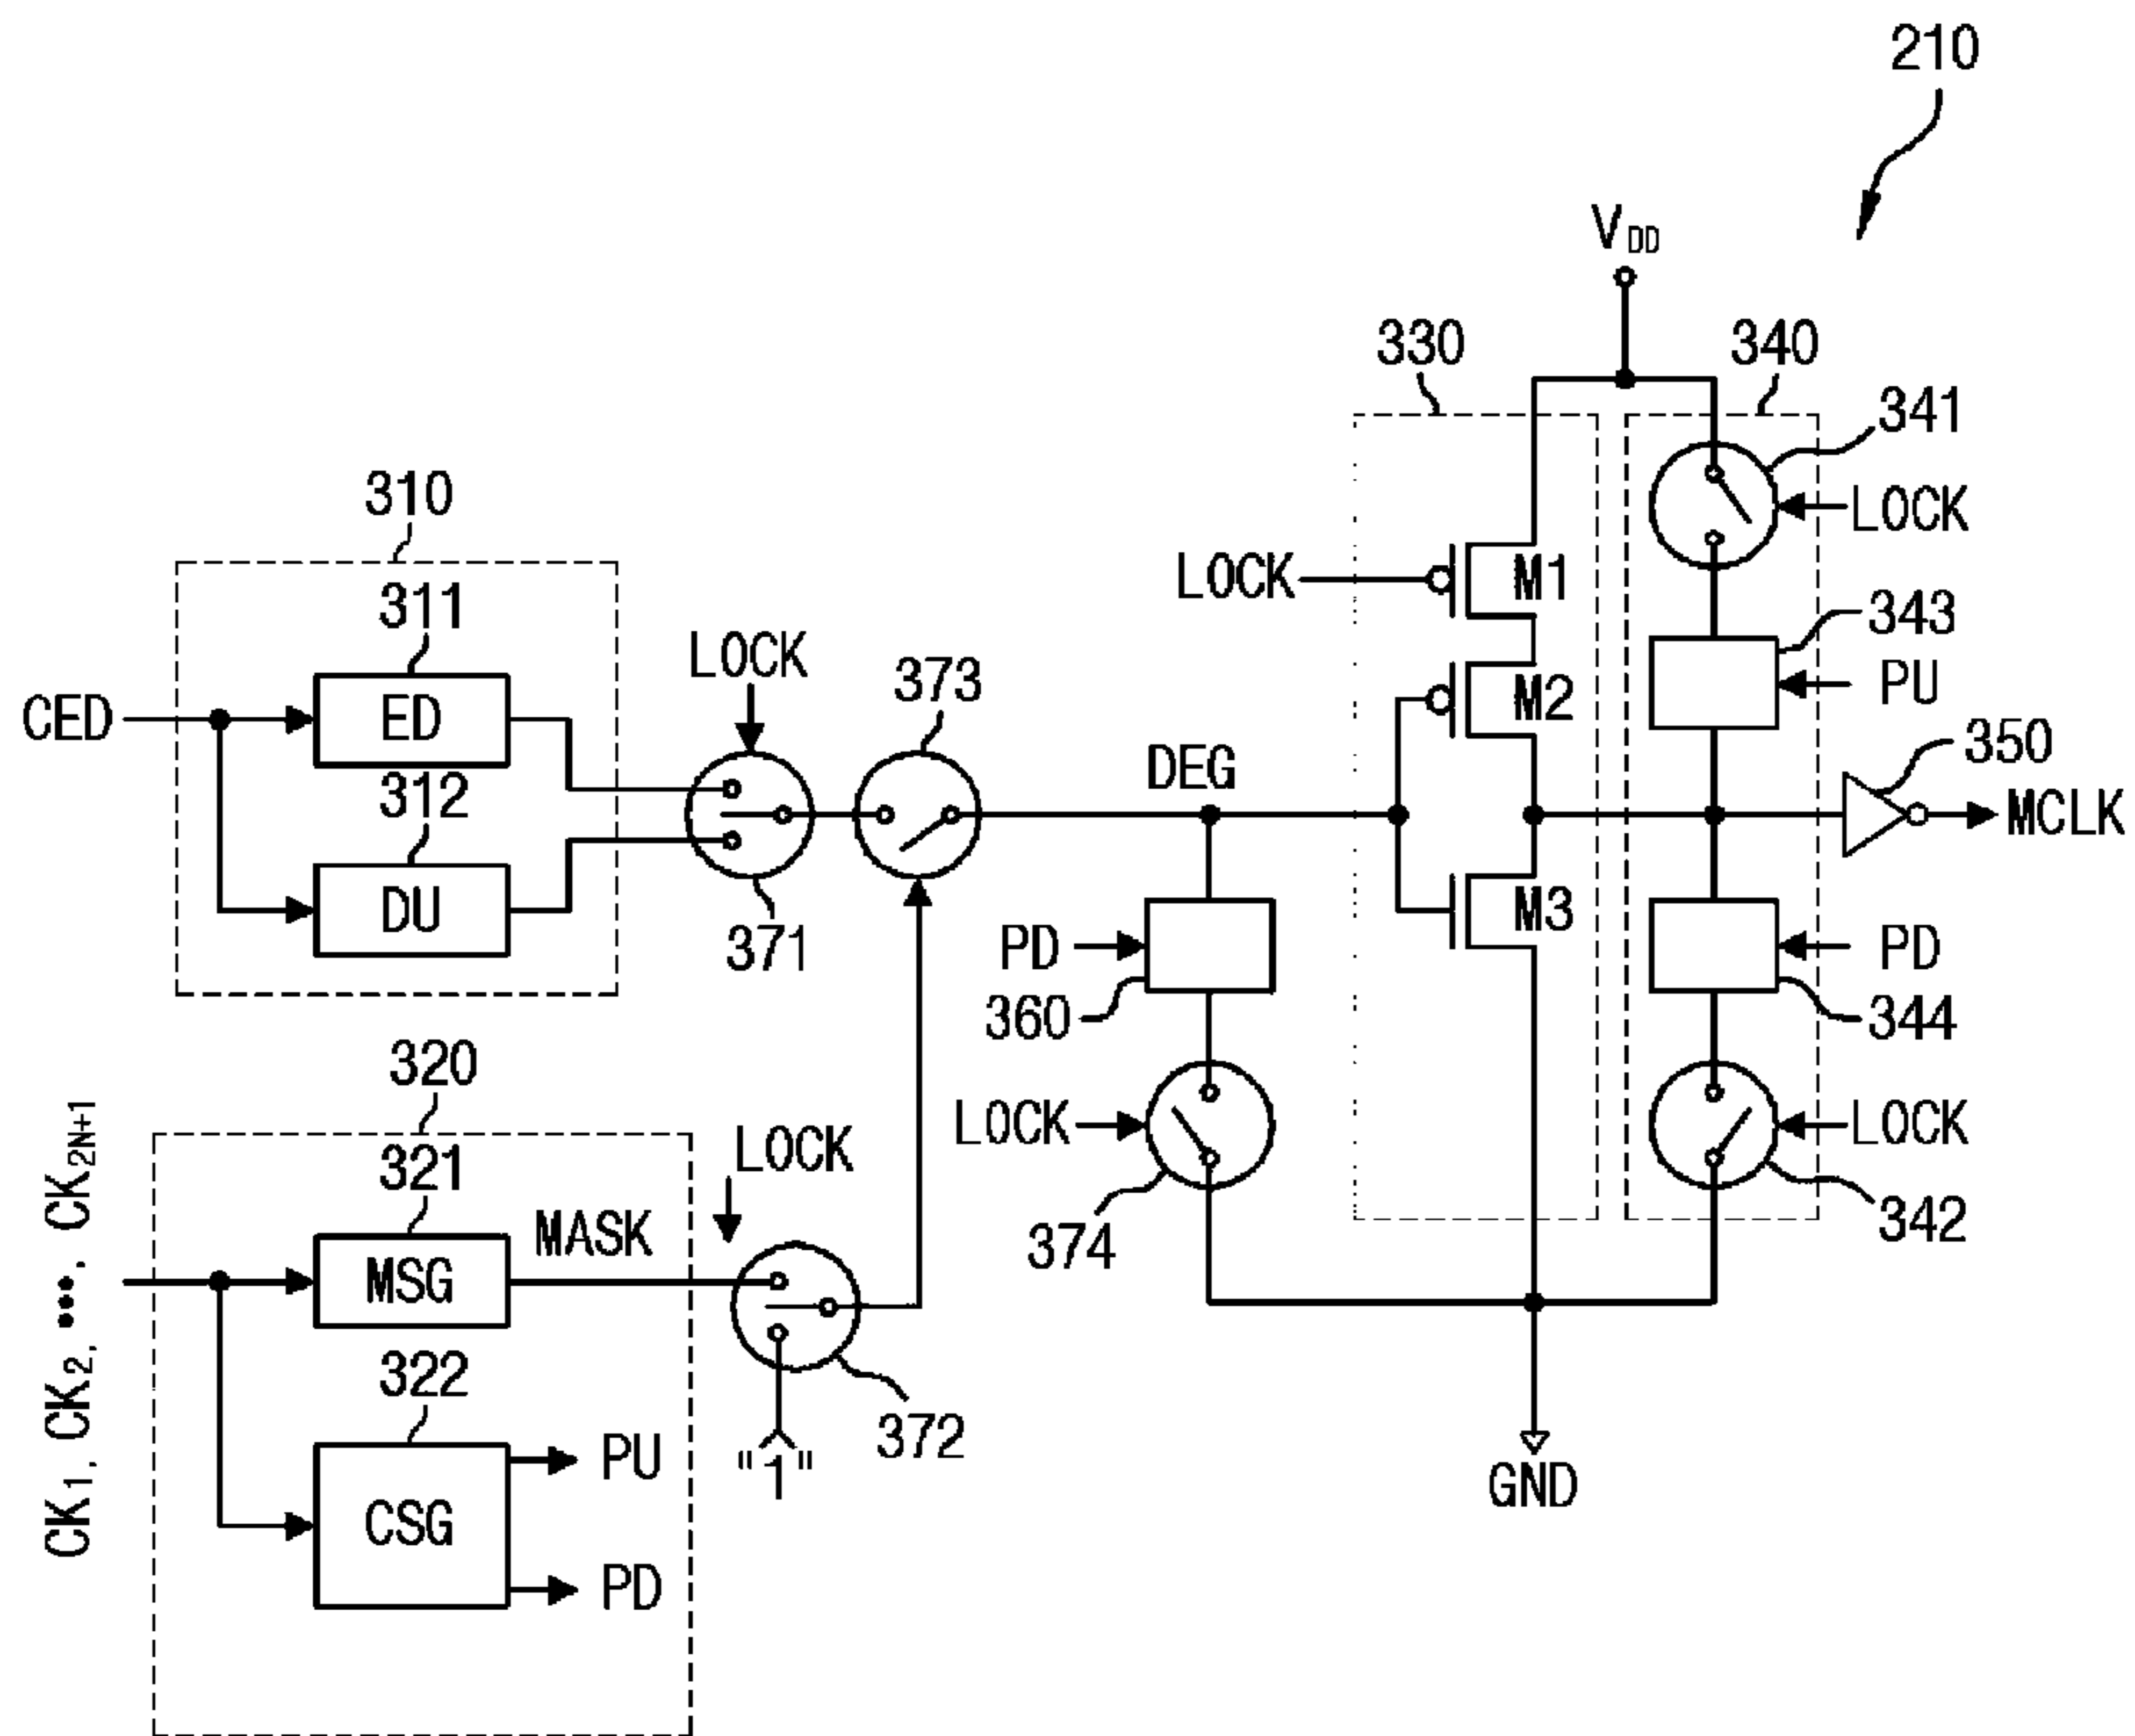 210
V_DD
330
340
341
LOCK
310
311
LOCK
M1
343
CED
ED
LOCK
373
M2
PU
312
DEG
350
MCLK
DU
371
M3
PD
PD
360
344
320
CK1, CK2, •••, CK2N+1
321
LOCK
LOCK
LOCK
MSG
MASK
374
342
322
372
PU
"1"
GND
CSG
PD